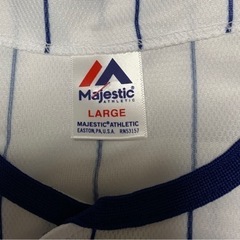 Majestic
ATHLETIC
LARGE
MAJESTIC®ATHLETIC
EASTON,PA,U.S.A. RN53157